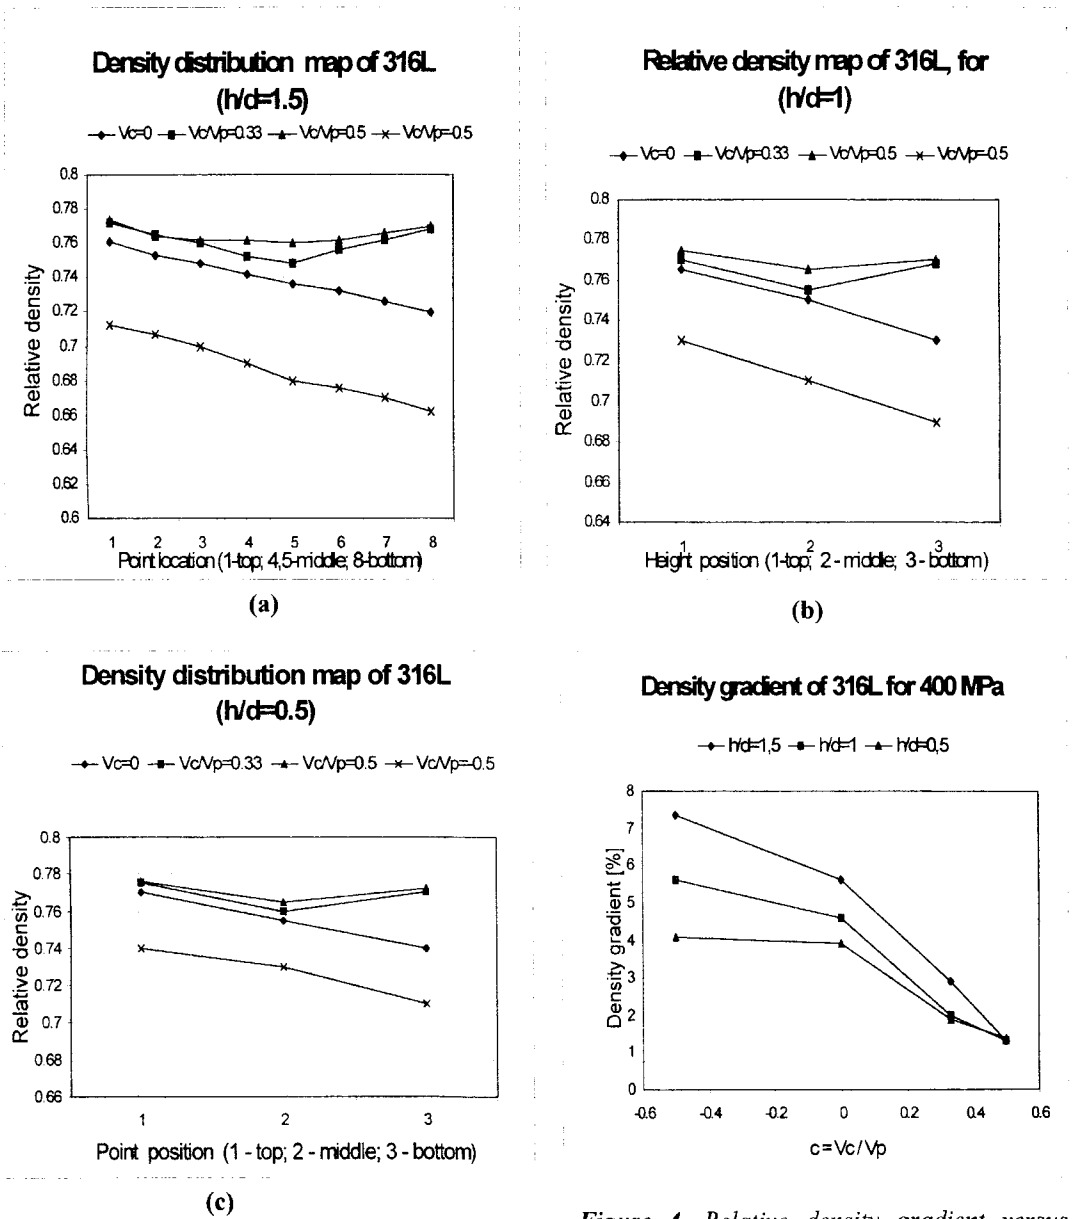 Density distribution map of 316L
(h/d=1.5)
Vc=0 Vc/Vp=0.33 Vc/Vp=0.5 Vc/Vp=-0.5
0.8
0.78
0.76
0.74
0.72
0.7
0.68
0.66
0.64
0.62
0.6
Relative density
1 2 3 4 5 6 7 8
Point location (1-top; 4,5-middle; 8-bottom)
(a)
Relative density map of 316L, for
(h/d=1)
Vc=0 Vc/Vp=0.33 Vc/Vp=0.5 Vc/Vp=-0.5
0.8
0.78
0.76
0.74
0.72
0.7
0.68
0.66
0.64
Relative density
1 2 3
Height position (1-top; 2 - middle; 3 - bottom)
(b)
Density distribution map of 316L
(h/d=0.5)
Vc=0 Vc/Vp=0.33 Vc/Vp=0.5 Vc/Vp=-0.5
0.8
0.78
0.76
0.74
0.72
0.7
0.68
0.66
Relative density
1 2 3
Point position (1 - top; 2 - middle; 3 - bottom)
(c)
Density gradient of 316L for 400 MPa
h/d=1,5 h/d=1 h/d=0,5
8
7
6
5
4
3
2
1
0
Density gradient [%]
-0.6 -0.4 -0.2 0 0.2 0.4 0.6
c=Vc/Vp
Figure 4. Relative density gradient versus